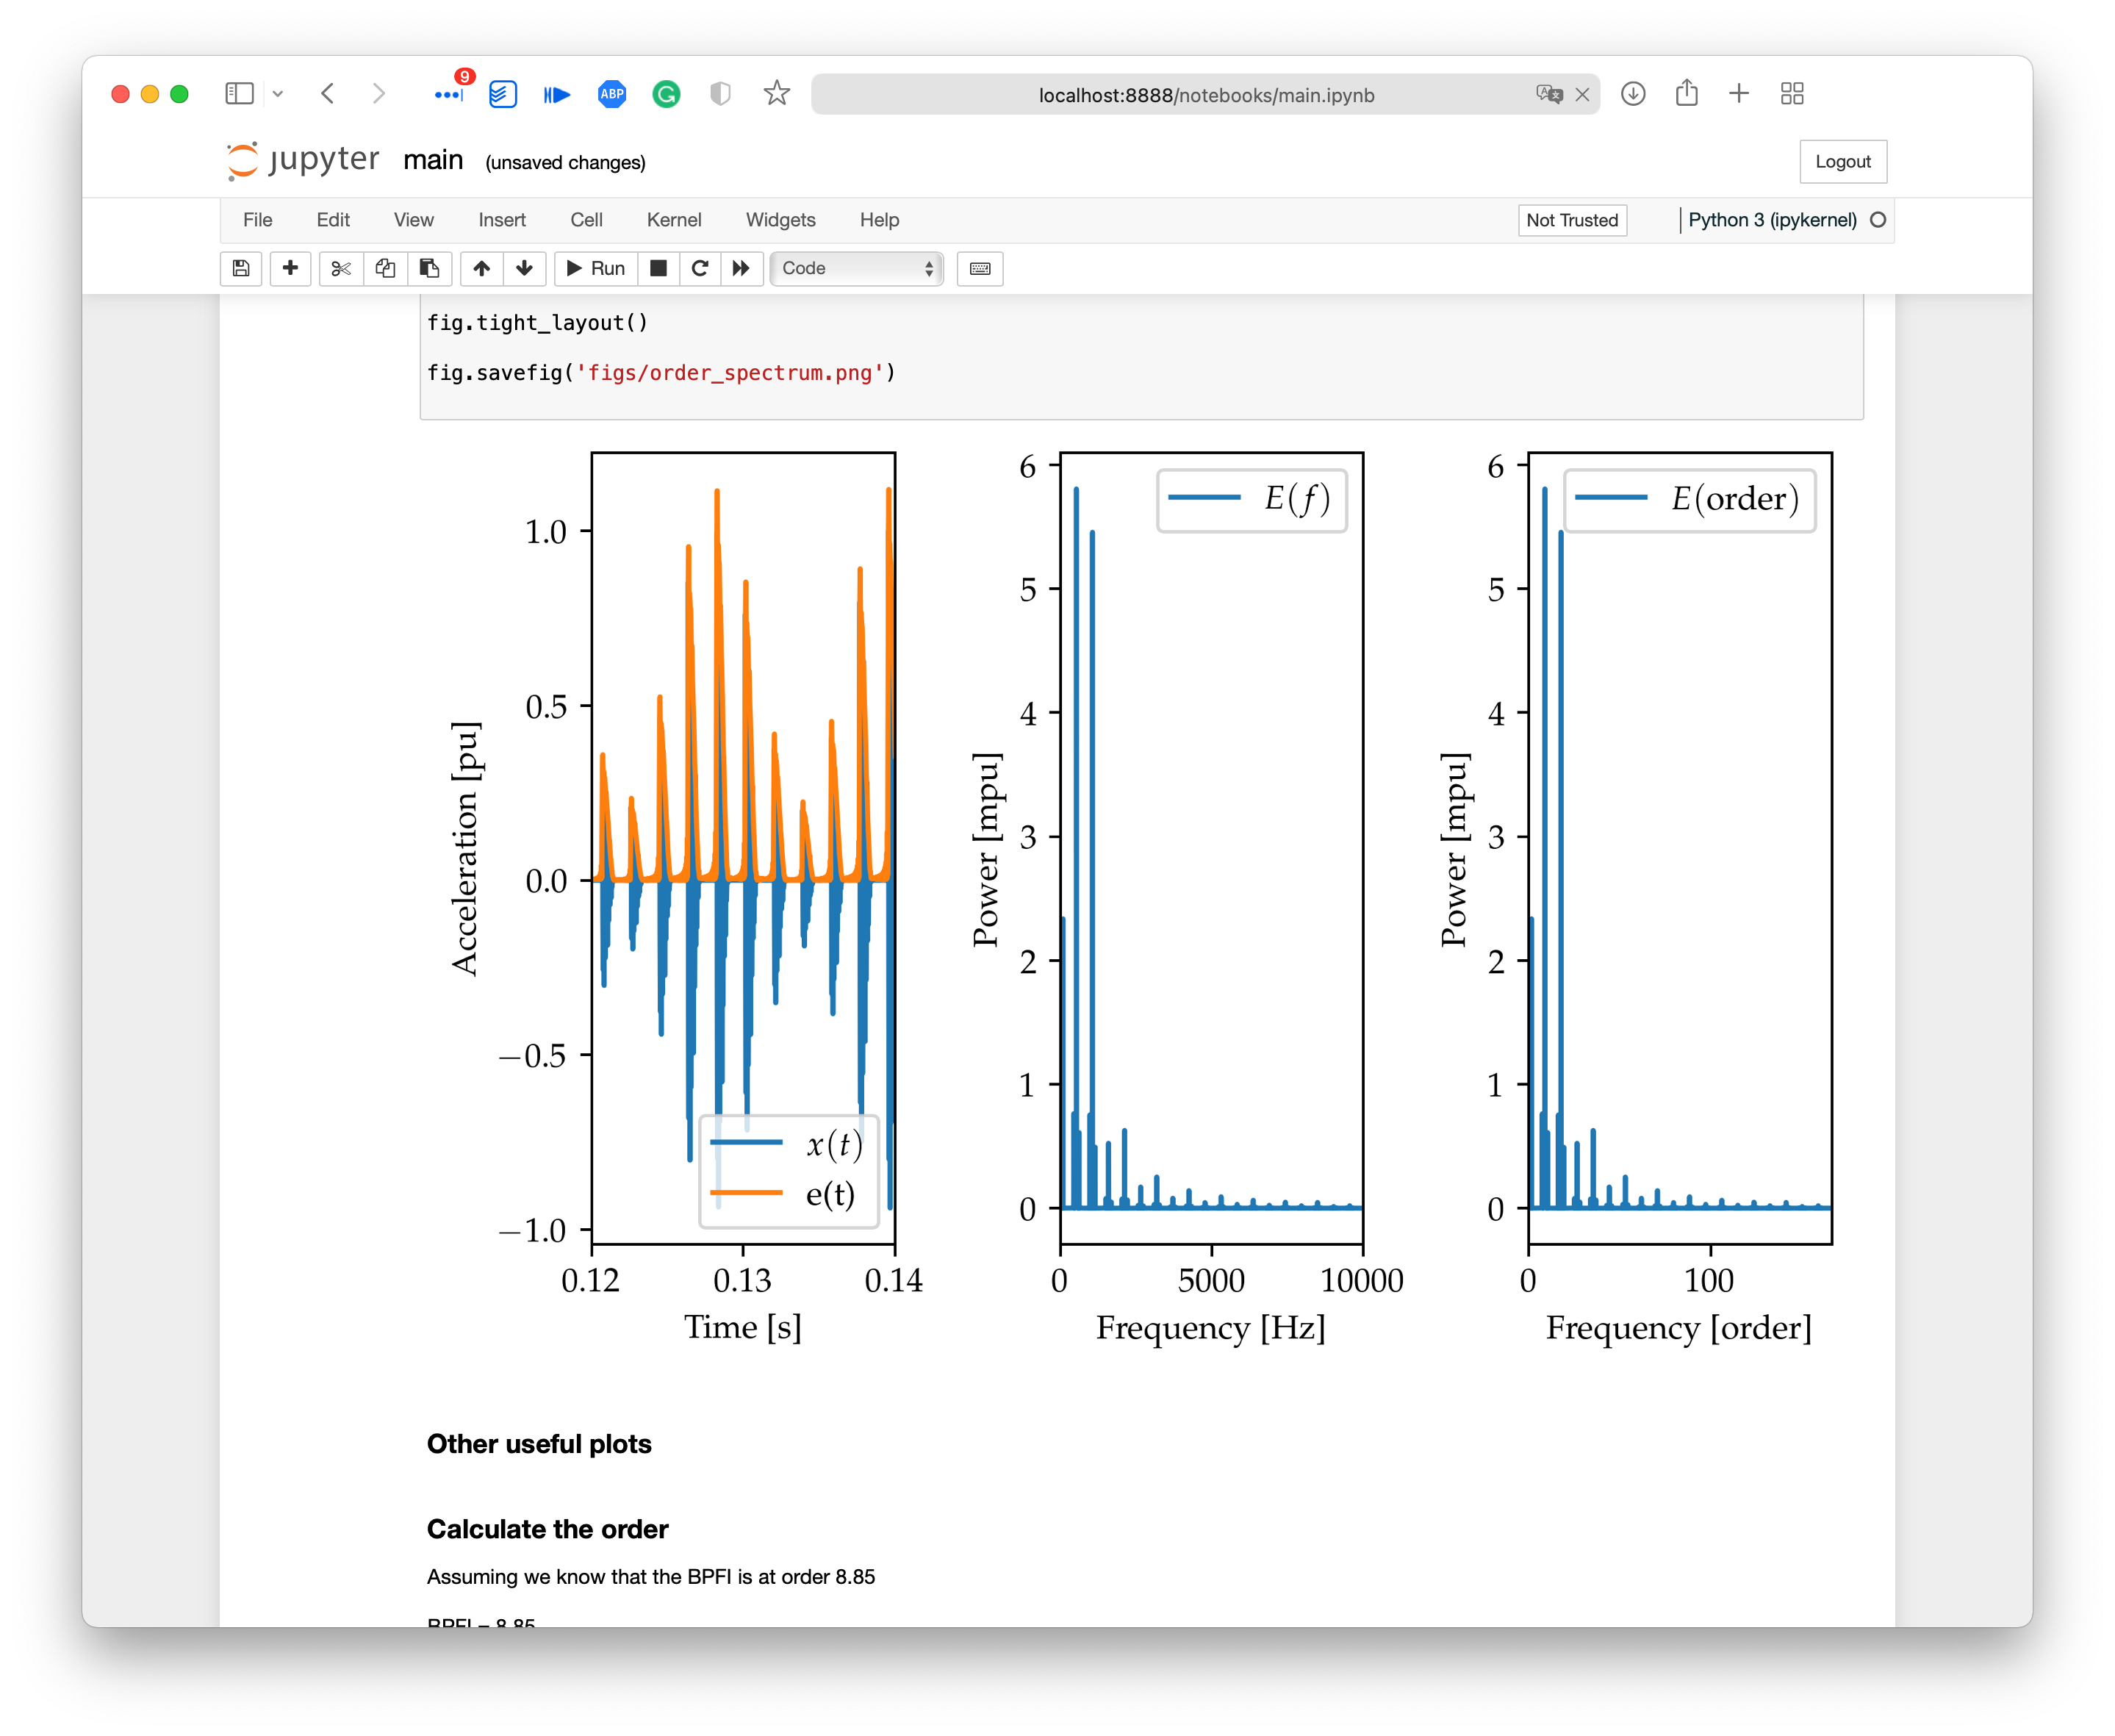 9
ABP
localhost:8888/notebooks/main.ipynb
jupyter main (unsaved changes)
Logout
File Edit View Insert Cell Kernel Widgets Help Not Trusted Python 3 (ipykernel)
Run Code
fig.tight_layout()
fig.savefig('figs/order_spectrum.png')
1.0
0.5
0.0
−0.5
−1.0
Acceleration [pu]
x(t)
e(t)
0.12 0.13 0.14
Time [s]
6
5
4
3
2
1
0
Power [mpu]
E(f)
0 5000 10000
Frequency [Hz]
6
5
4
3
2
1
0
Power [mpu]
E(order)
0 100
Frequency [order]
Other useful plots
Calculate the order
Assuming we know that the BPFI is at order 8.85
BPFI = 8.85